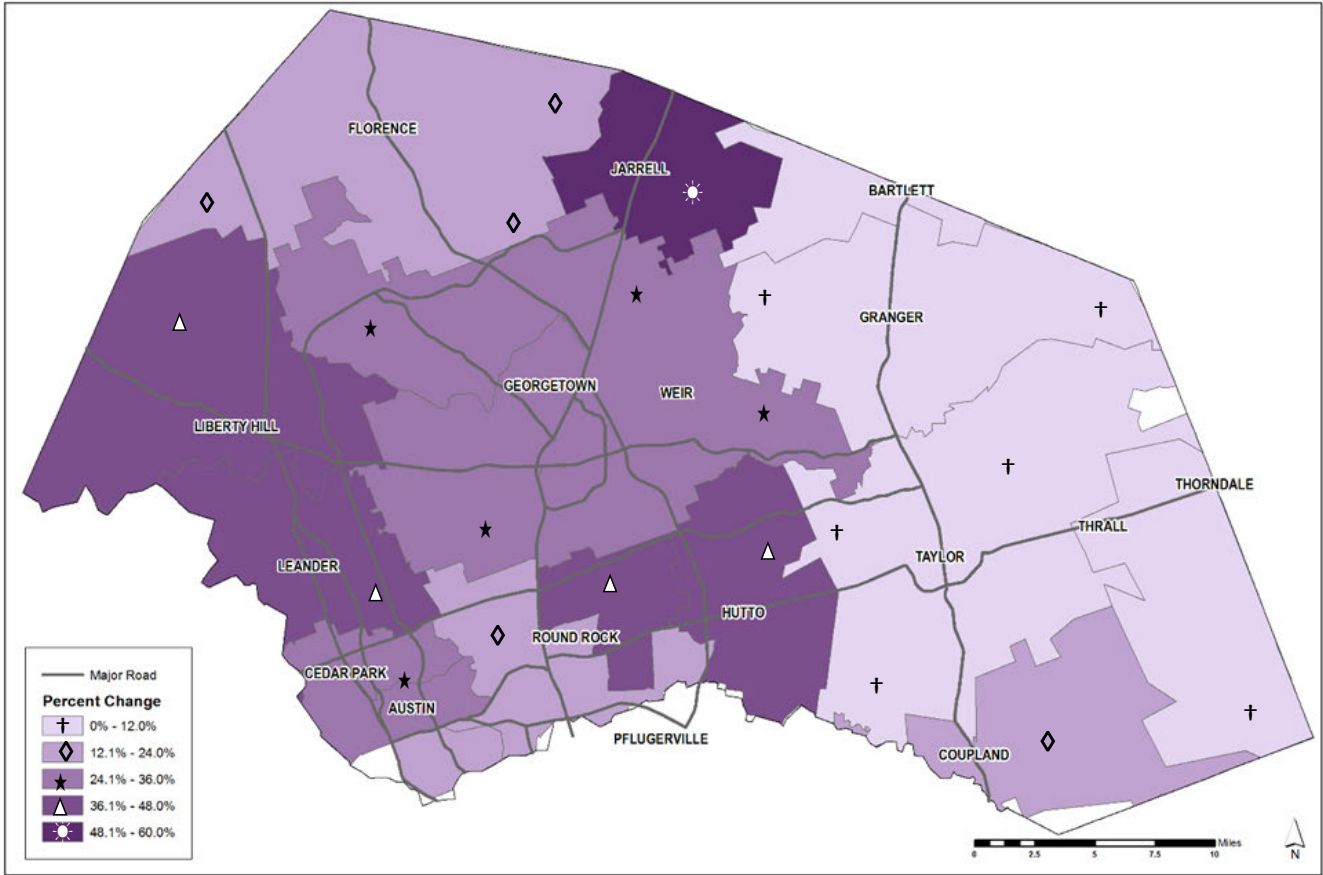 FLORENCE
JARRELL
BARTLETT
GRANGER
GEORGETOWN
WEIR
LIBERTY HILL
THORNDALE
THRALL
TAYLOR
LEANDER
HUTTO
ROUND ROCK
CEDAR PARK
AUSTIN
PFLUGERVILLE
COUPLAND
Major Road
Percent Change
0% - 12.0%
12.1% - 24.0%
24.1% - 36.0%
36.1% - 48.0%
48.1% - 60.0%
Miles
0 2.5 5 7.5 10
N